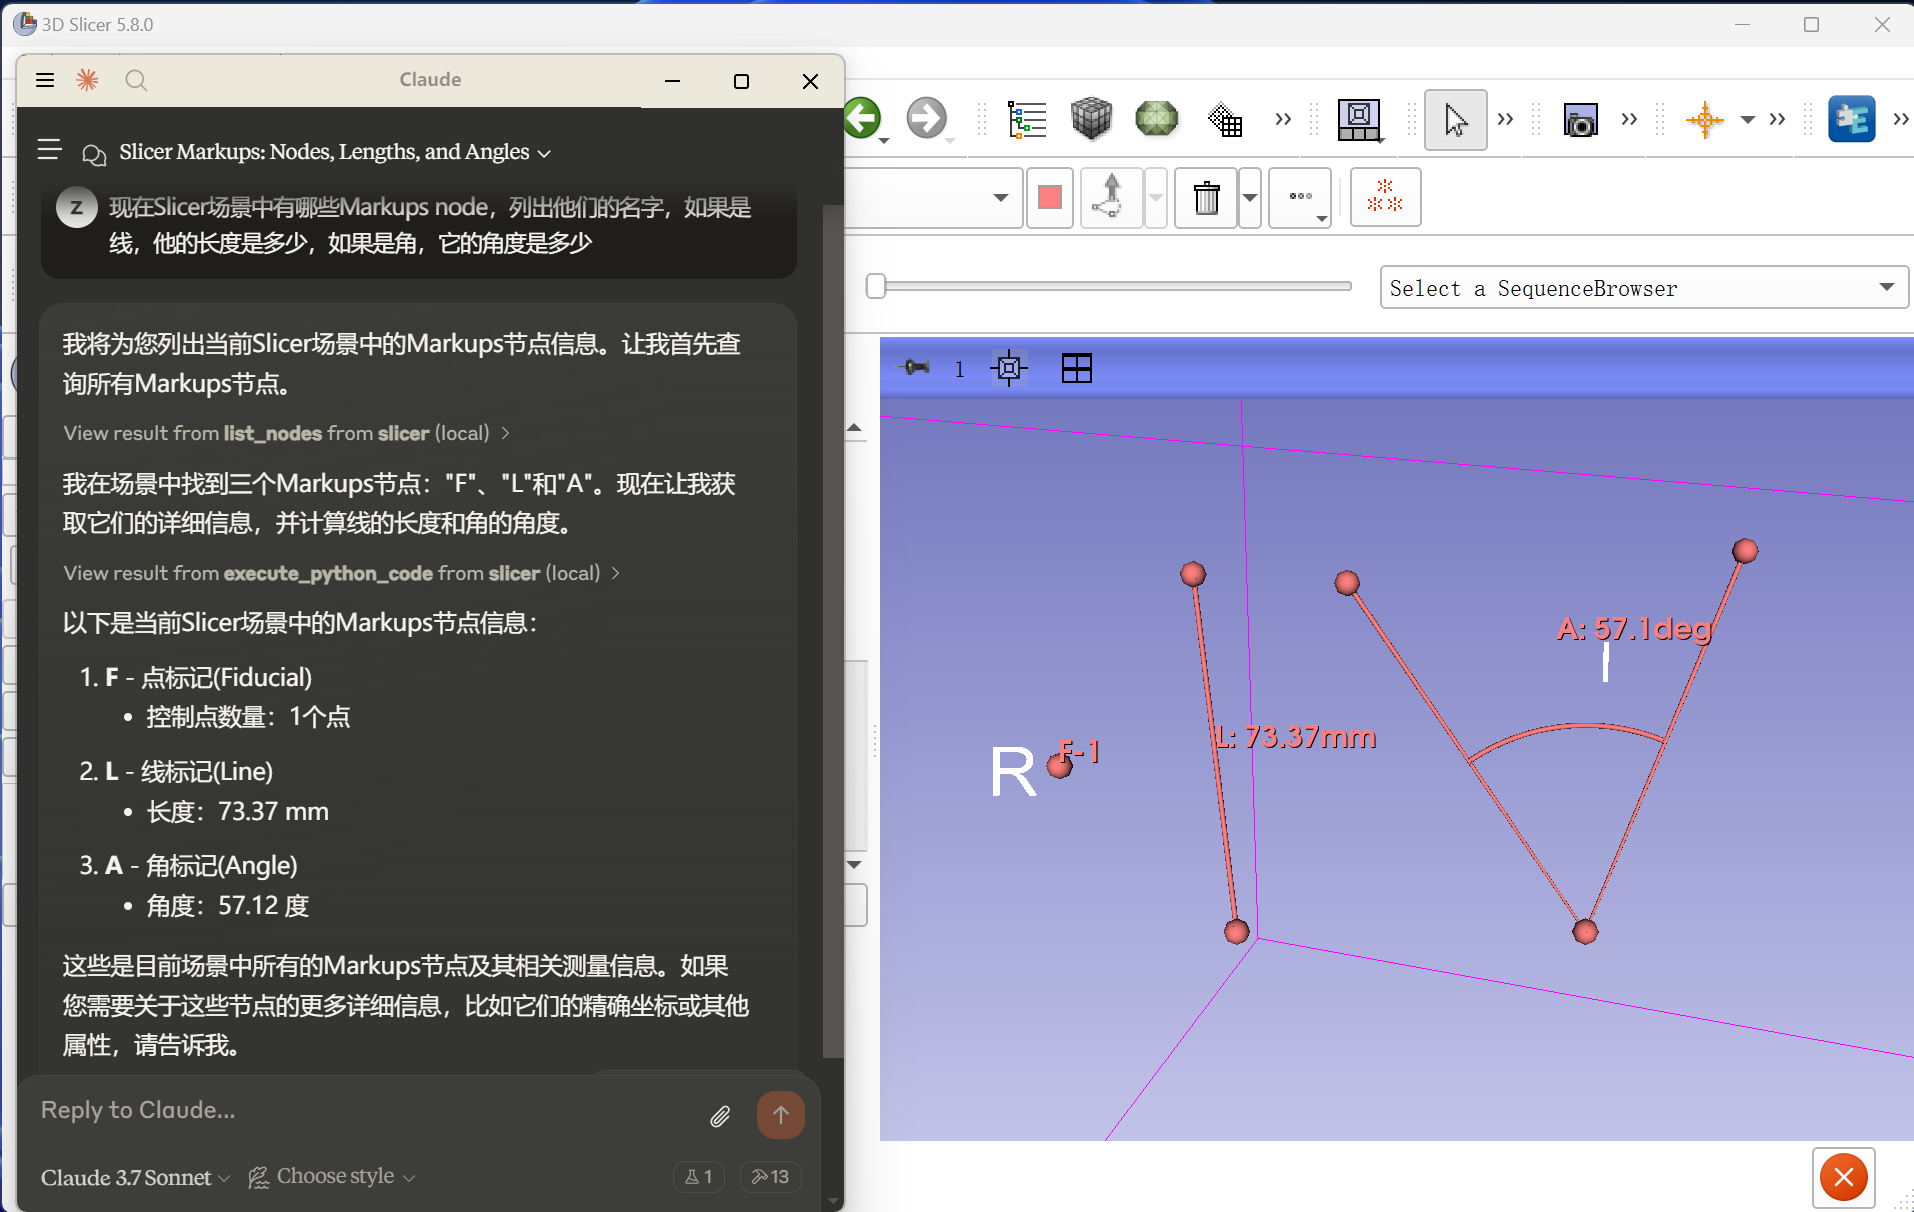 3D Slicer 5.8.0
Claude
Slicer Markups: Nodes, Lengths, and Angles
Z
现在Slicer场景中有哪些Markups node，列出他们的名字，如果是
线，他的长度是多少，如果是角，它的角度是多少
我将为您列出当前Slicer场景中的Markups节点信息。让我首先查
询所有Markups节点。
View result from list_nodes from slicer (local)
我在场景中找到三个Markups节点："F"、"L"和"A"。现在让我获
取它们的详细信息，并计算线的长度和角的角度。
View result from execute_python_code from slicer (local)
以下是当前Slicer场景中的Markups节点信息：
1. F - 点标记(Fiducial)
• 控制点数量：1个点
2. L - 线标记(Line)
• 长度：73.37 mm
3. A - 角标记(Angle)
• 角度：57.12 度
这些是目前场景中所有的Markups节点及其相关测量信息。如果
您需要关于这些节点的更多详细信息，比如它们的精确坐标或其他
属性，请告诉我。
Reply to Claude...
Claude 3.7 Sonnet
Choose style
1
13
Select a SequenceBrowser
1
A: 57.1deg
I
L: 73.37mm
R
F-1